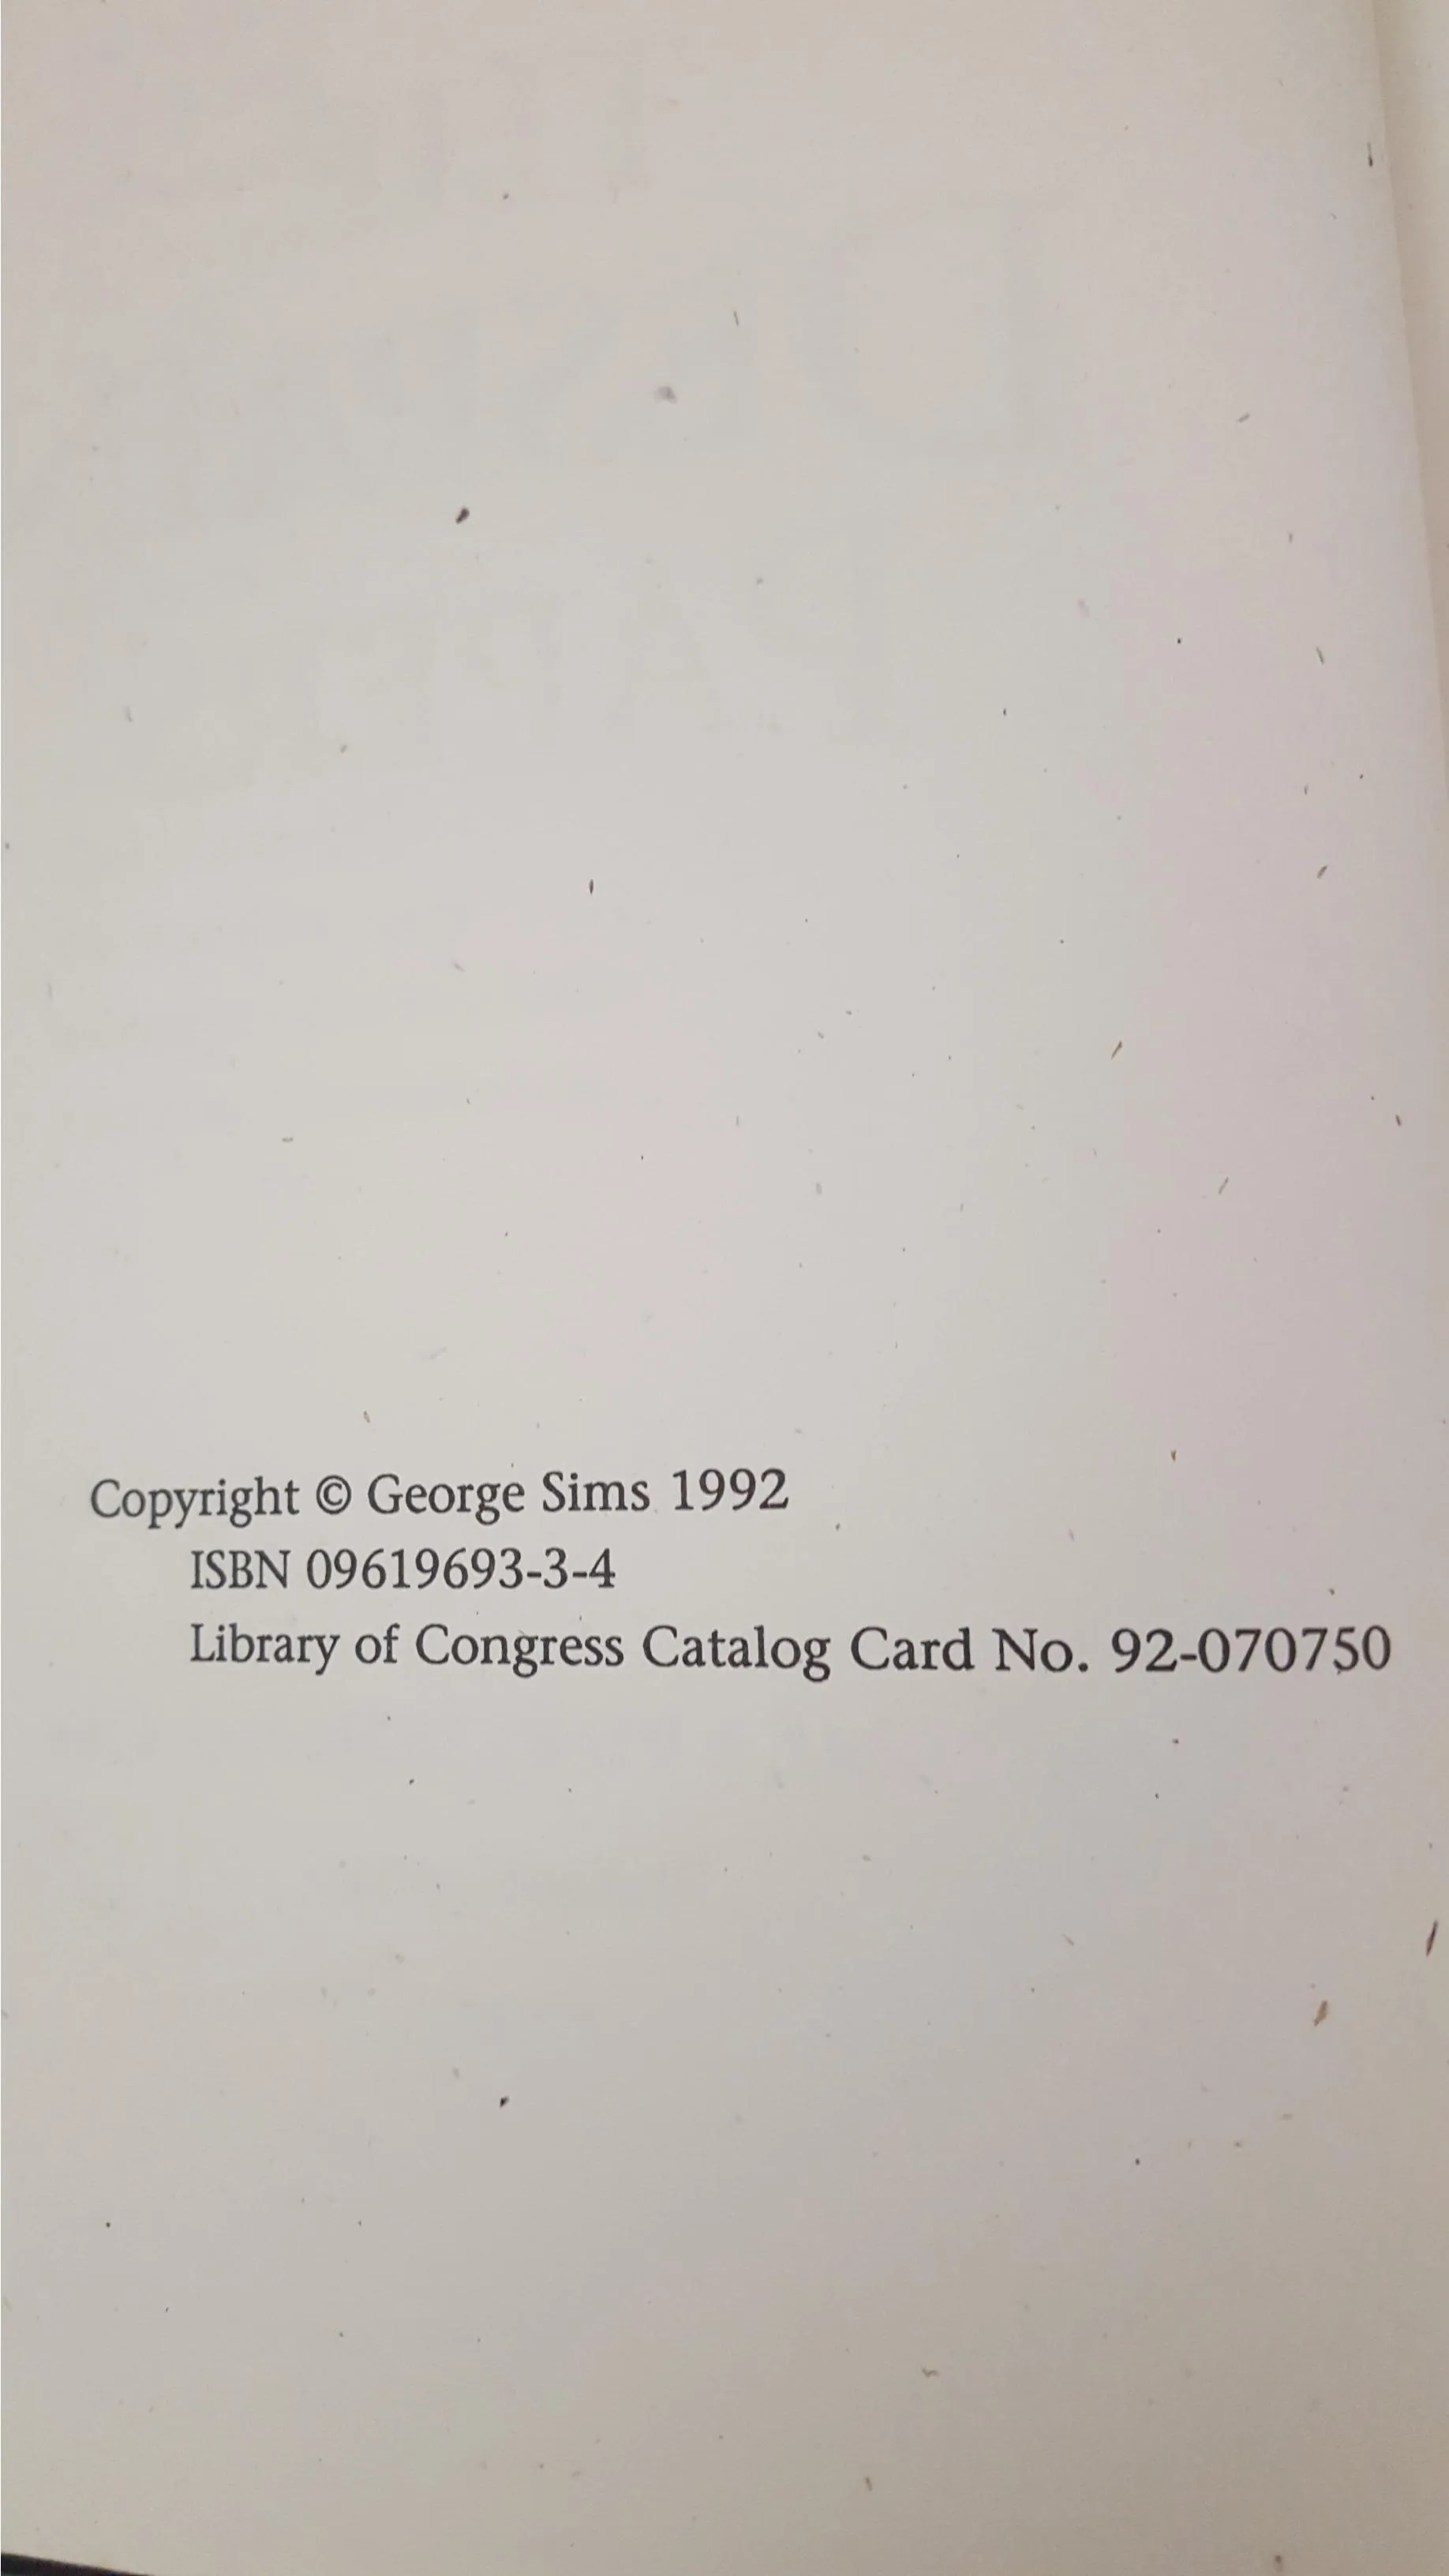 Copyright © George Sims 1992
ISBN 09619693-3-4
Library of Congress Catalog Card No. 92-070750